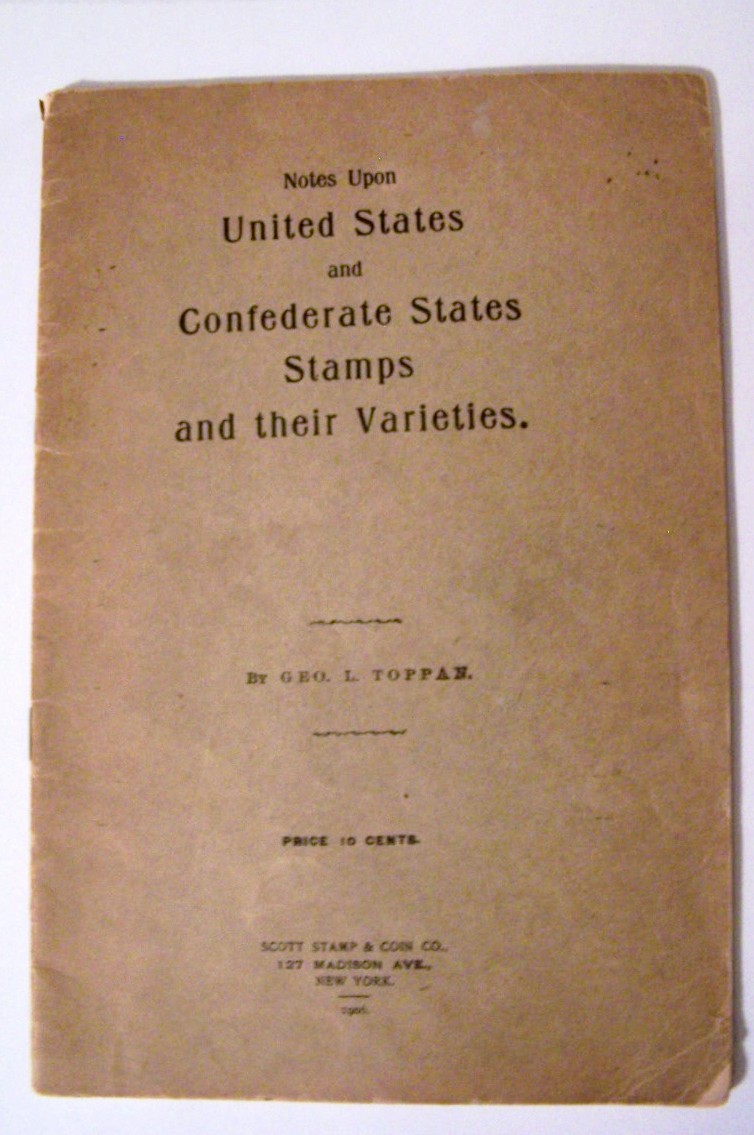 Notes Upon
United States
and
Confederate States
Stamps
and their Varieties.
By GEO. L. TOPPAN.
PRICE 10 CENTS.
SCOTT STAMP & COIN CO.,
127 MADISON AVE.,
NEW YORK.
1906.